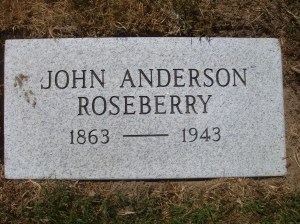 JOHN ANDERSON
ROSEBERRY
1863 — 1943